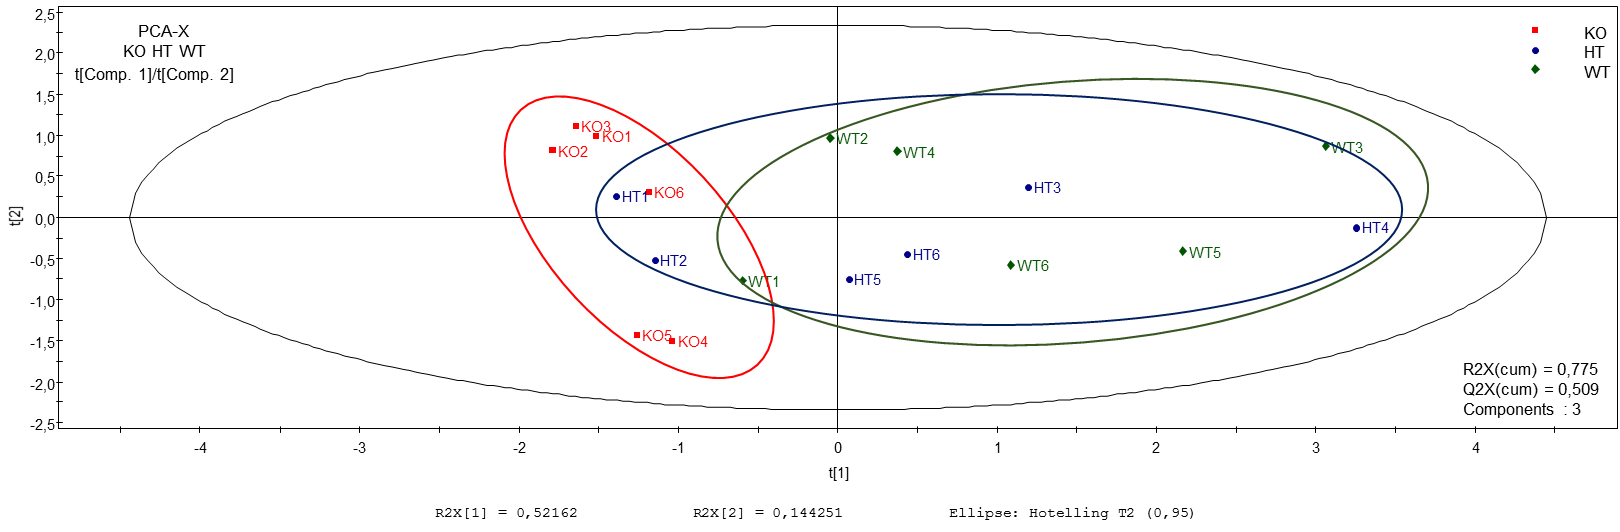 PCA-X
KO HT WT
t[Comp. 1]/t[Comp. 2]
KO
HT
WT
2,5
2,0
1,5
1,0
0,5
0,0
-0,5
-1,0
-1,5
-2,0
-2,5
t[2]
KO3
KO1
KO2
KO6
HT1
HT2
WT1
KO5
KO4
WT2
WT4
WT3
HT3
HT4
HT6
HT5
WT6
WT5
R2X(cum) = 0,775
Q2X(cum) = 0,509
Components : 3
-4
-3
-2
-1
0
1
2
3
4
t[1]
R2X[1] = 0,52162
R2X[2] = 0,144251
Ellipse: Hotelling T2 (0,95)